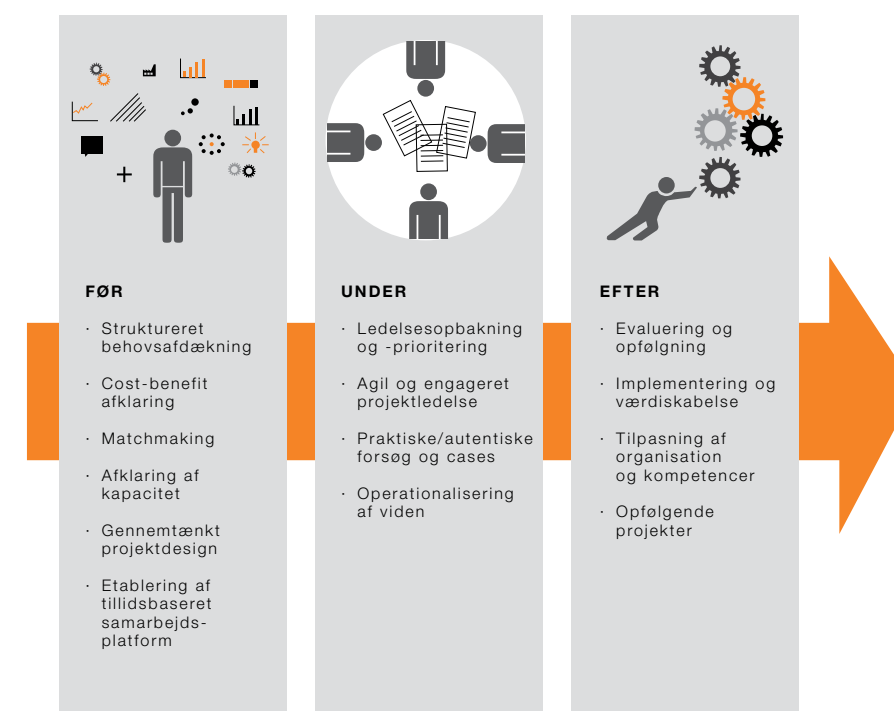 FØR
· Struktureret
behovsafdækning
· Cost-benefit
afklaring
· Matchmaking
· Afklaring af
kapacitet
· Gennemtænkt
projektdesign
· Etablering af
tillidsbaseret
samarbejds-
platform
UNDER
· Ledelsesopbakning
og -prioritering
· Agil og engageret
projektledelse
· Praktiske/autentiske
forsøg og cases
· Operationalisering
af viden
EFTER
· Evaluering og
opfølgning
· Implementering og
værdiskabelse
· Tilpasning af
organisation
og kompetencer
· Opfølgende
projekter